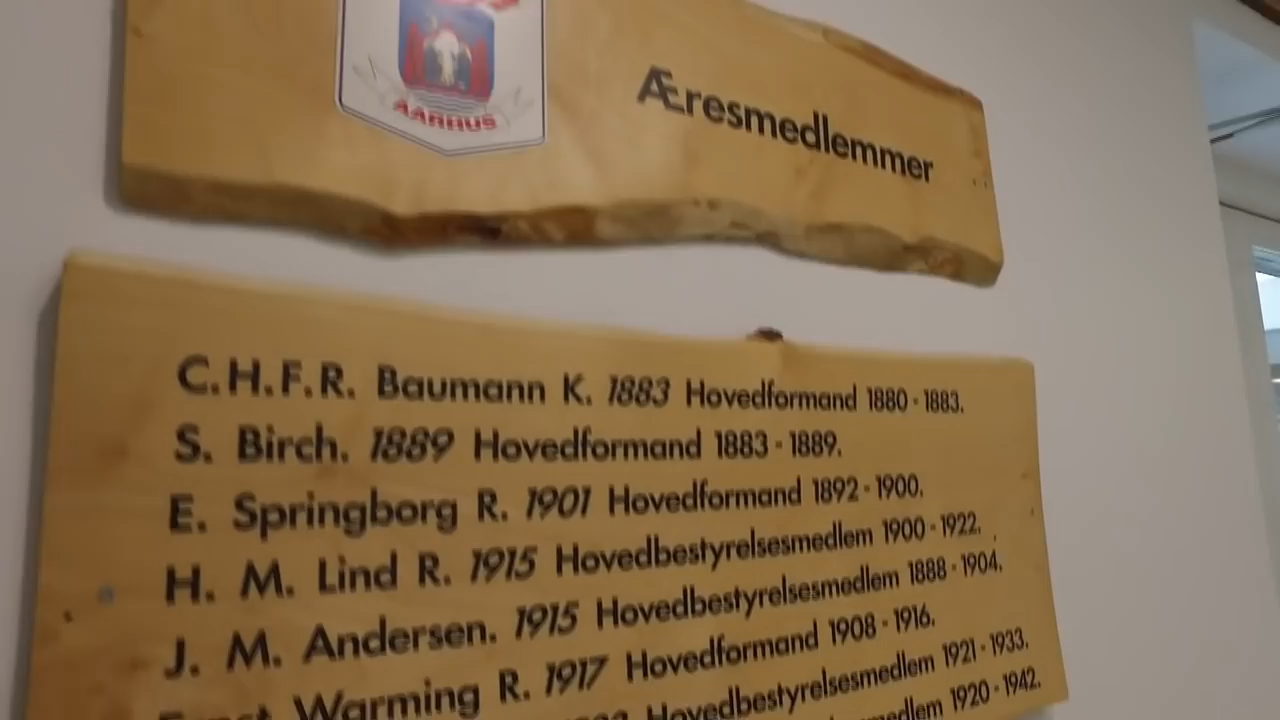 AARHUS
Æresmedlemmer
C.H.F.R. Baumann K. 1883 Hovedformand 1880 - 1883.
S. Birch. 1889 Hovedformand 1883 - 1889.
E. Springborg R. 1901 Hovedformand 1892 - 1900.
H. M. Lind R. 1915 Hovedbestyrelsesmedlem 1900 - 1922.
J. M. Andersen. 1915 Hovedbestyrelsesmedlem 1888 - 1904.
Warming R. 1917 Hovedformand 1908 - 1916.
Hovedbestyrelsesmedlem 1921 - 1933.
1920 - 1942.